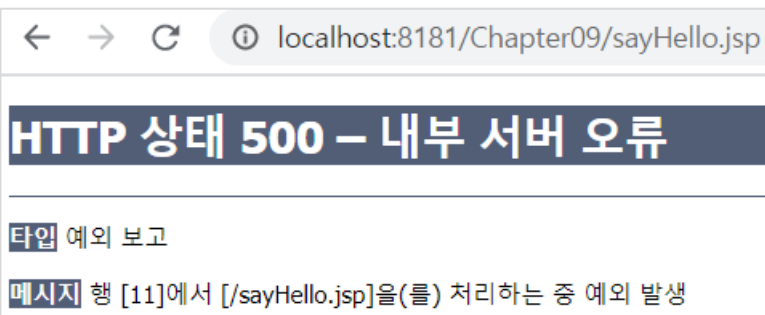 localhost:8181/Chapter09/sayHello.jsp
HTTP 상태 500 – 내부 서버 오류
타입 예외 보고
메시지 행 [11]에서 [/sayHello.jsp]을(를) 처리하는 중 예외 발생